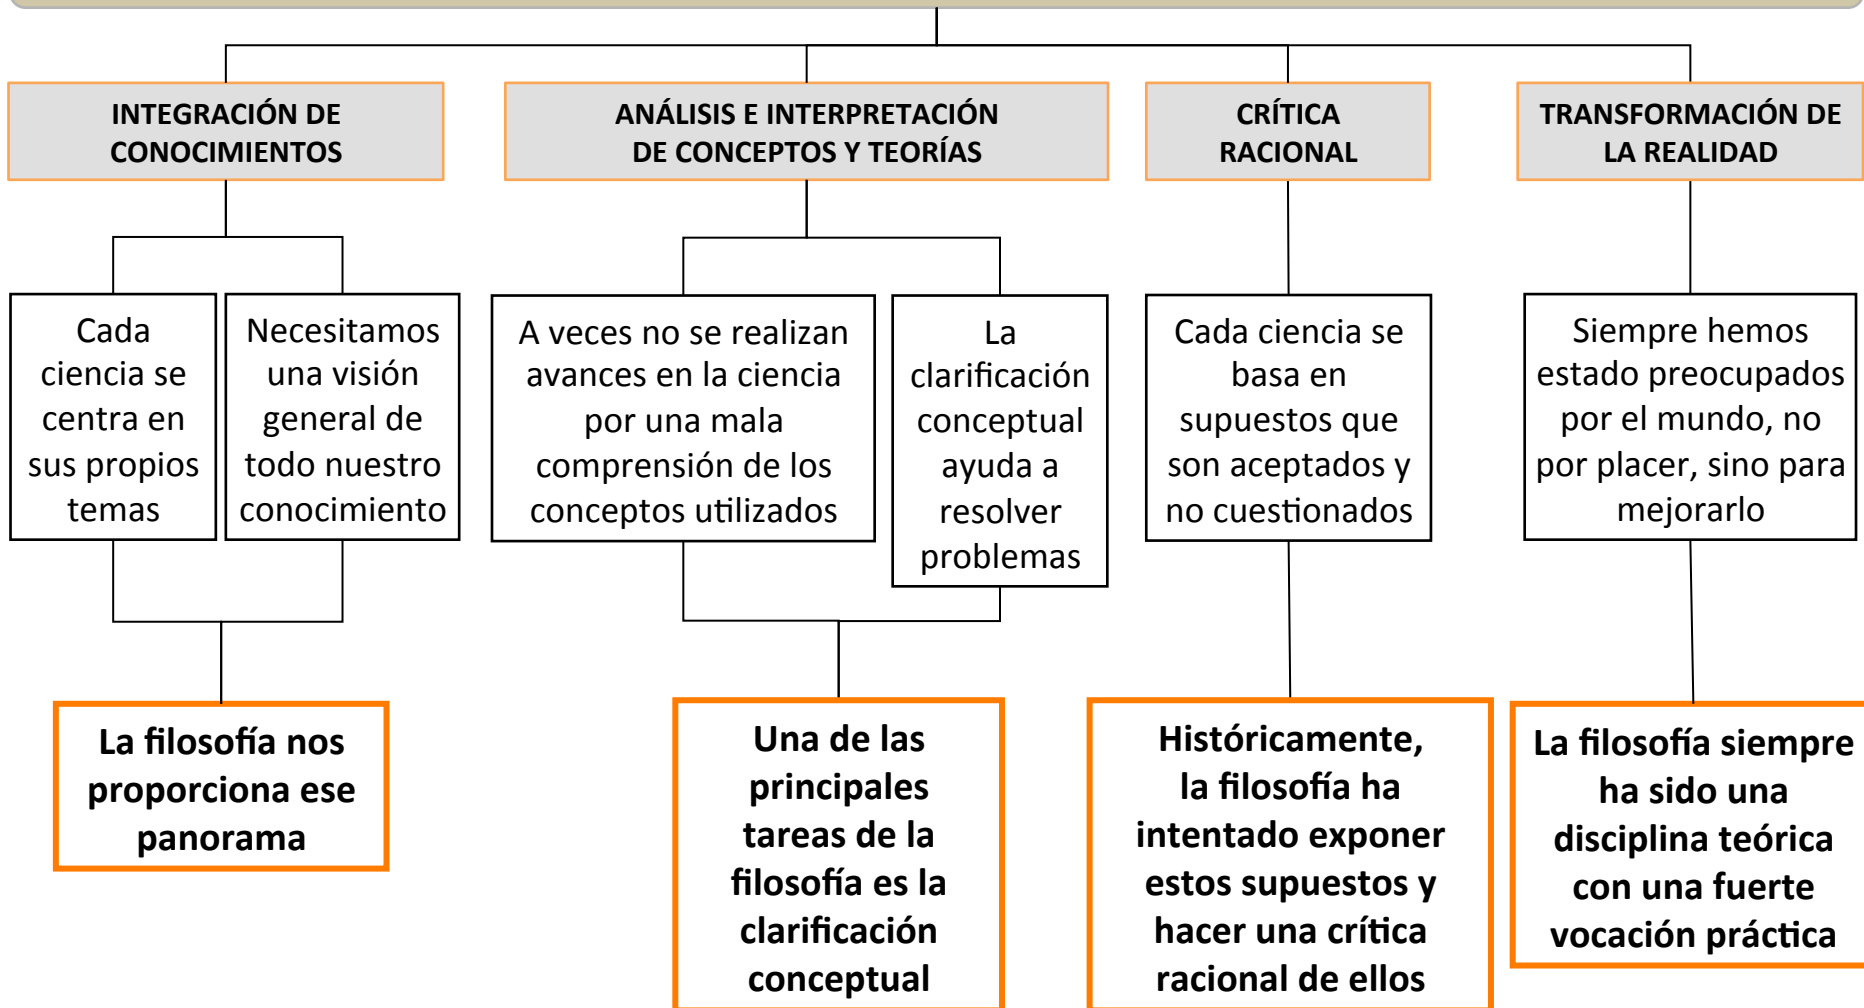 INTEGRACIÓN DE
CONOCIMIENTOS
ANÁLISIS E INTERPRETACIÓN
DE CONCEPTOS Y TEORÍAS
CRÍTICA
RACIONAL
TRANSFORMACIÓN DE
LA REALIDAD
Cada
ciencia se
centra en
sus propios
temas
Necesitamos
una visión
general de
todo nuestro
conocimiento
A veces no se realizan
avances en la ciencia
por una mala
comprensión de los
conceptos utilizados
La
clarificación
conceptual
ayuda a
resolver
problemas
Cada ciencia se
basa en
supuestos que
son aceptados y
no cuestionados
Siempre hemos
estado preocupados
por el mundo, no
por placer, sino para
mejorarlo
La filosofía nos
proporciona ese
panorama
Una de las
principales
tareas de la
filosofía es la
clarificación
conceptual
Históricamente,
la filosofía ha
intentado exponer
estos supuestos y
hacer una crítica
racional de ellos
La filosofía siempre
ha sido una
disciplina teórica
con una fuerte
vocación práctica